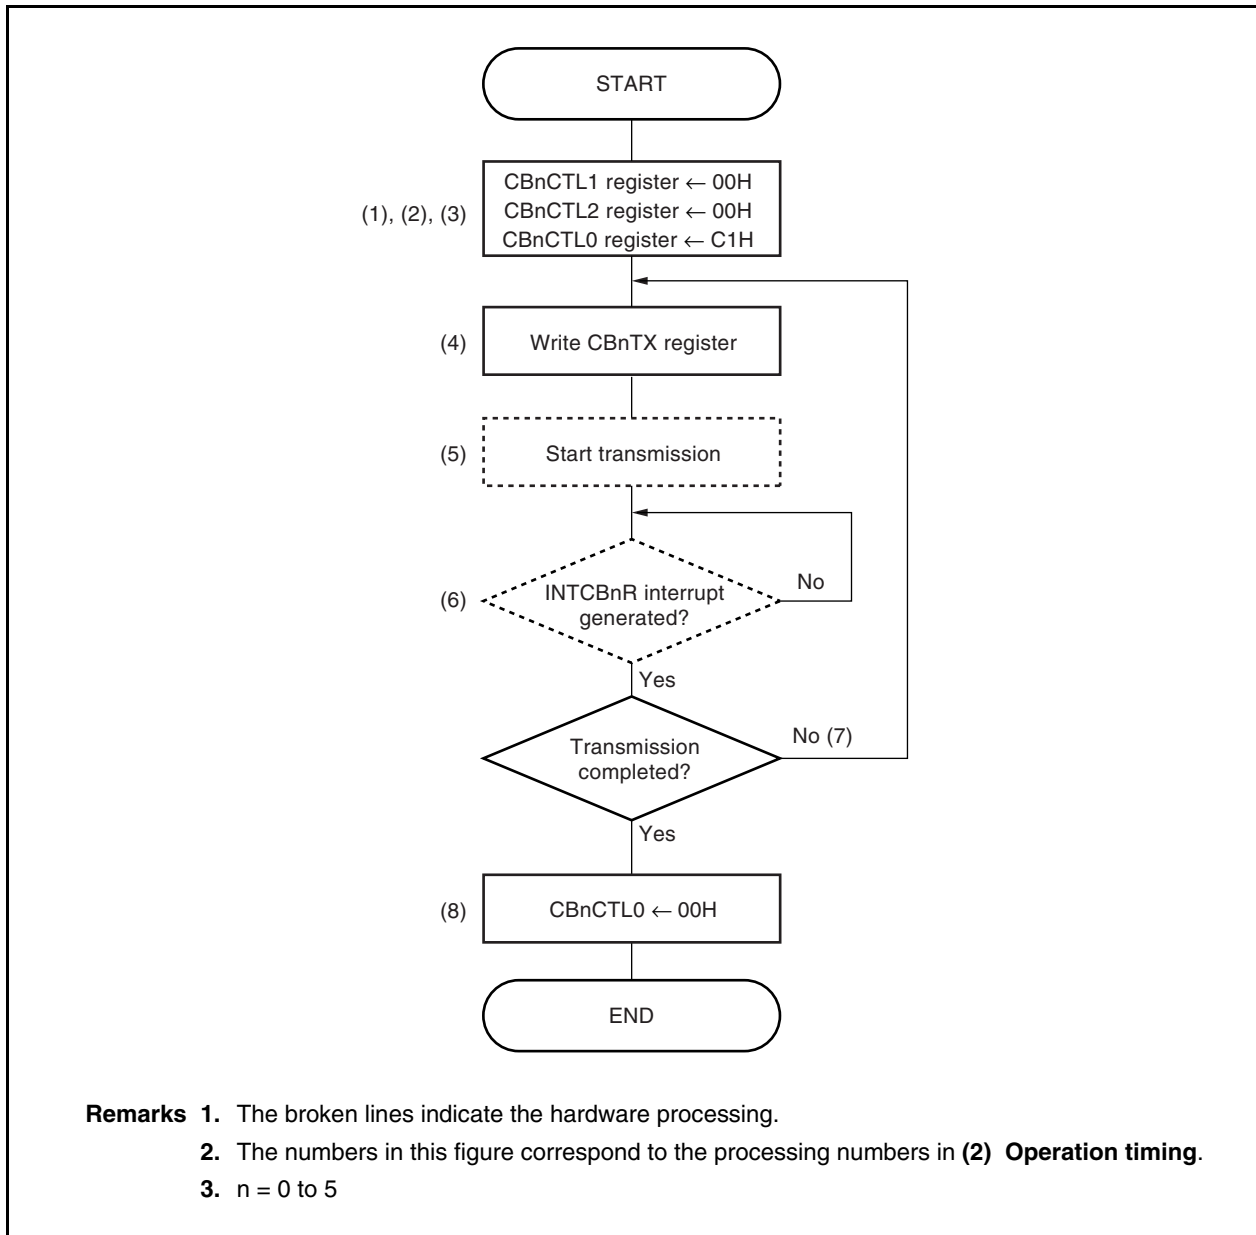 START
CBnCTL1 register ← 00H
CBnCTL2 register ← 00H
(1), (2), (3)
CBnCTL0 register ← C1H
(4)
Write CBnTX register
(5)
Start transmission
(6)
INTCBnR interrupt
generated?
No
Yes
Transmission
completed?
No (7)
Yes
(8)
CBnCTL0 ← 00H
END
Remarks 1. The broken lines indicate the hardware processing.
2. The numbers in this figure correspond to the processing numbers in (2) Operation timing.
3. n = 0 to 5